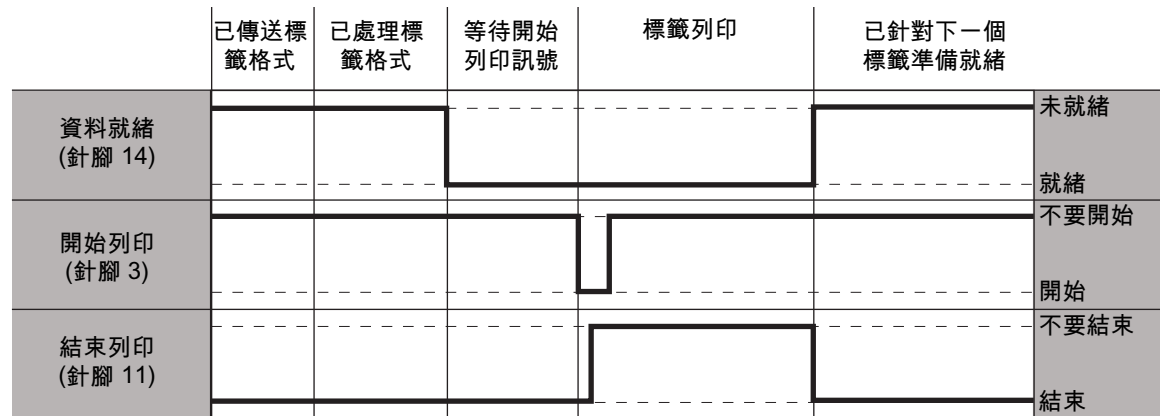 已傳送標
籤格式
已處理標
籤格式
等待開始
列印訊號
標籤列印
已針對下一個
標籤準備就緒
資料就緒
(針腳 14)
未就緒
就緒
開始列印
(針腳 3)
不要開始
開始
結束列印
(針腳 11)
不要結束
結束